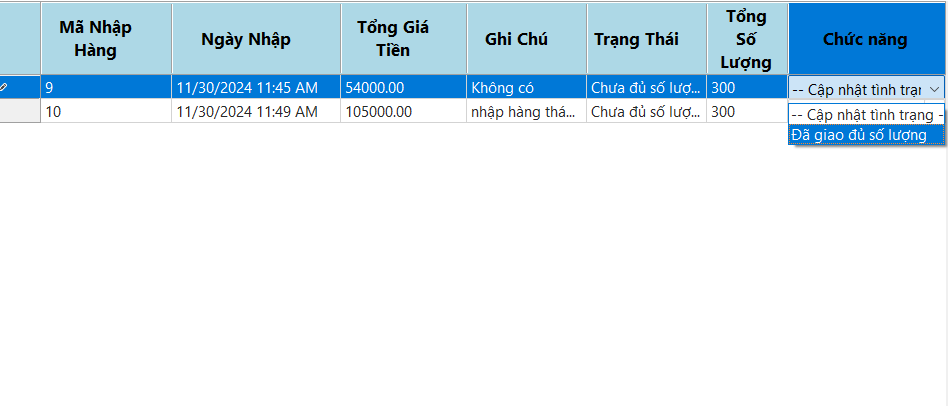 Mã Nhập Hàng Ngày Nhập Tổng Giá Tiền Ghi Chú Trạng Thái Tổng Số Lượng Chức năng
9 11/30/2024 11:45 AM 54000.00 Không có Chưa đủ số lượ... 300 -- Cập nhật tình trạr
10 11/30/2024 11:49 AM 105000.00 nhập hàng thá... Chưa đủ số lượ... 300 -- Cập nhật tình trạng -
Đã giao đủ số lượng